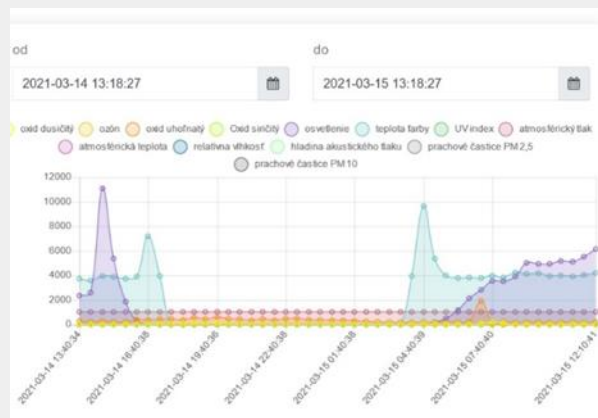 od do
2021-03-14 13:18:27 2021-03-15 13:18:27
oxid dusičitý ozón oxid uhoľnatý Oxid siričitý osvetlenie teplota farby UV index atmosférický tlak
atmosférická teplota relatívna vlhkosť hladina akustického tlaku prachové častice PM 2,5
prachové častice PM 10
12000
10000
8000
6000
4000
2000
0
2021-03-14 13:40:34 2021-03-14 16:40:38 2021-03-14 19:40:36 2021-03-14 22:40:38 2021-03-15 01:40:38 2021-03-15 04:40:39 2021-03-15 07:40:40 2021-03-15 12:10:41